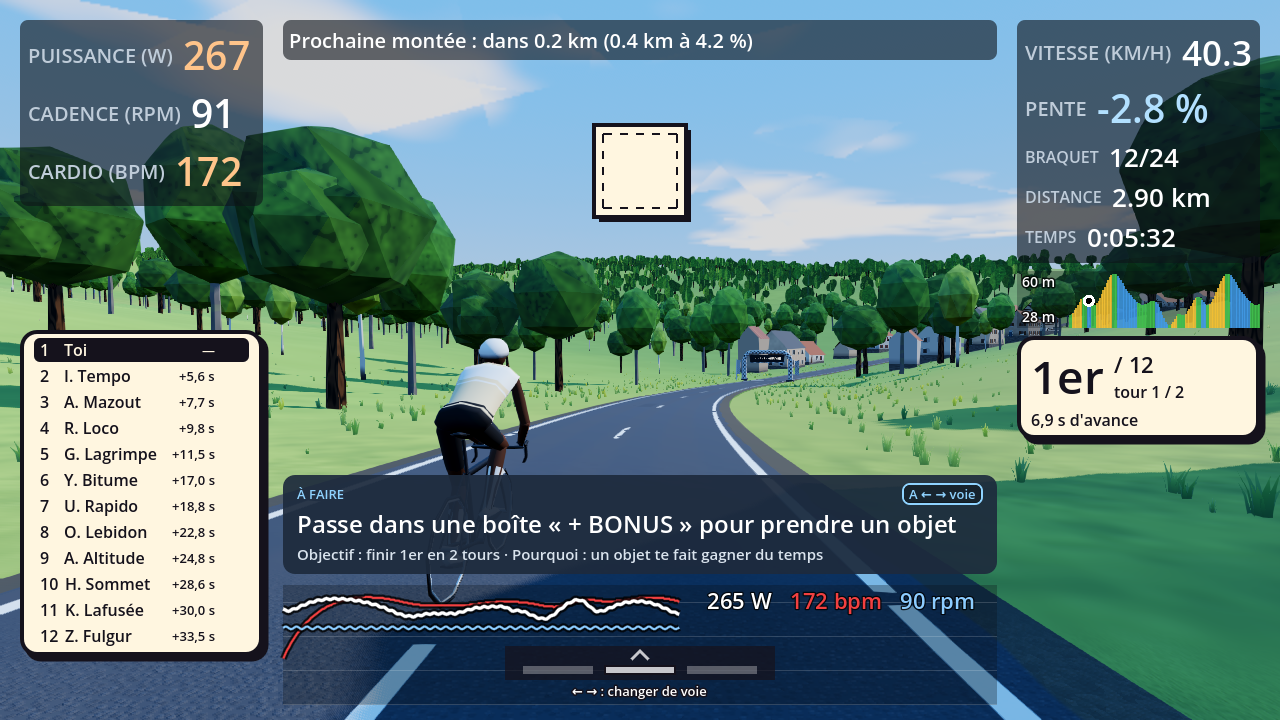 PUISSANCE (W) 267
CADENCE (RPM) 91
CARDIO (BPM) 172
Prochaine montée : dans 0.2 km (0.4 km à 4.2 %)
VITESSE (KM/H) 40.3
PENTE -2.8 %
BRAQUET 12/24
DISTANCE 2.90 km
TEMPS 0:05:32
60 m
28 m
1er / 12
tour 1 / 2
6,9 s d'avance
1 Toi —
2 I. Tempo +5,6 s
3 A. Mazout +7,7 s
4 R. Loco +9,8 s
5 G. Lagrimpe +11,5 s
6 Y. Bitume +17,0 s
7 U. Rapido +18,8 s
8 O. Lebidon +22,8 s
9 A. Altitude +24,8 s
10 H. Sommet +28,6 s
11 K. Lafusée +30,0 s
12 Z. Fulgur +33,5 s
À FAIRE
A ← → voie
Passe dans une boîte « + BONUS » pour prendre un objet
Objectif : finir 1er en 2 tours · Pourquoi : un objet te fait gagner du temps
265 W 172 bpm 90 rpm
← → : changer de voie